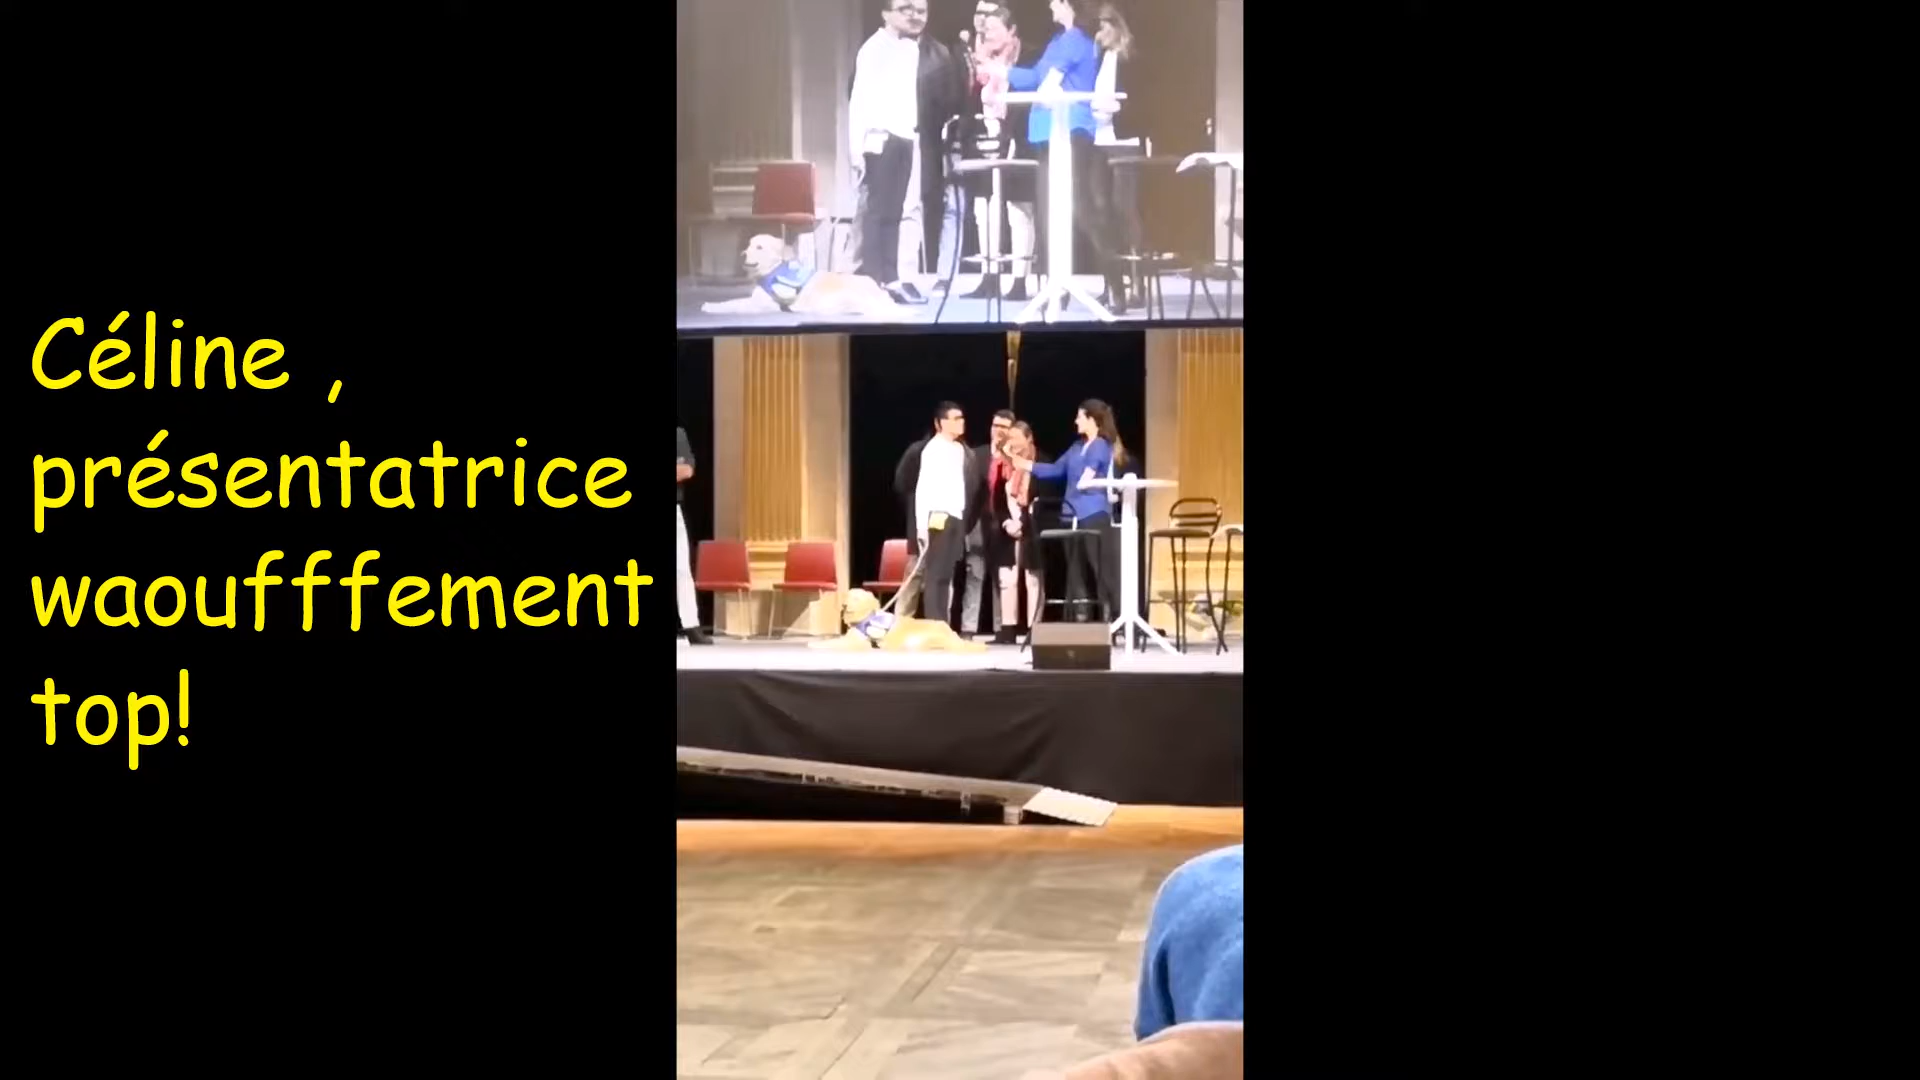 Céline ,
présentatrice
waoufffement
top!